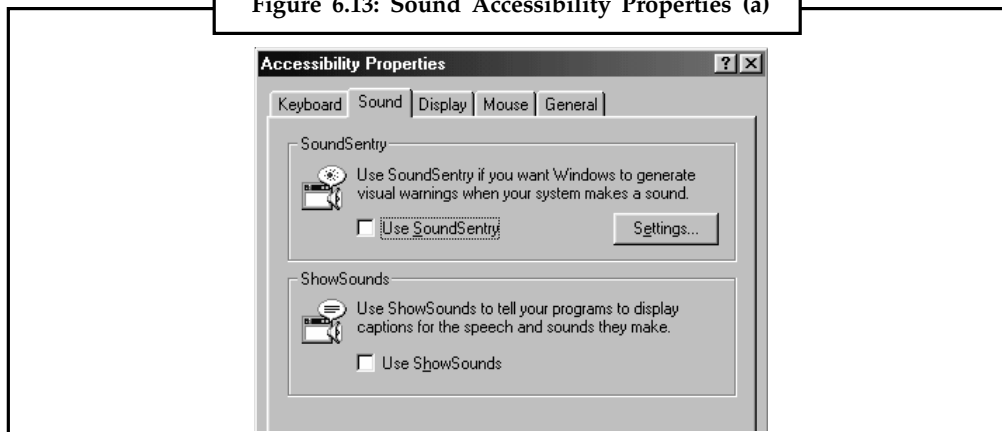 Figure 6.13: Sound Accessibility Properties (a)
Accessibility Properties
Keyboard Sound Display Mouse General
SoundSentry
Use SoundSentry if you want Windows to generate
visual warnings when your system makes a sound.
Use SoundSentry Settings...
ShowSounds
Use ShowSounds to tell your programs to display
captions for the speech and sounds they make.
Use ShowSounds